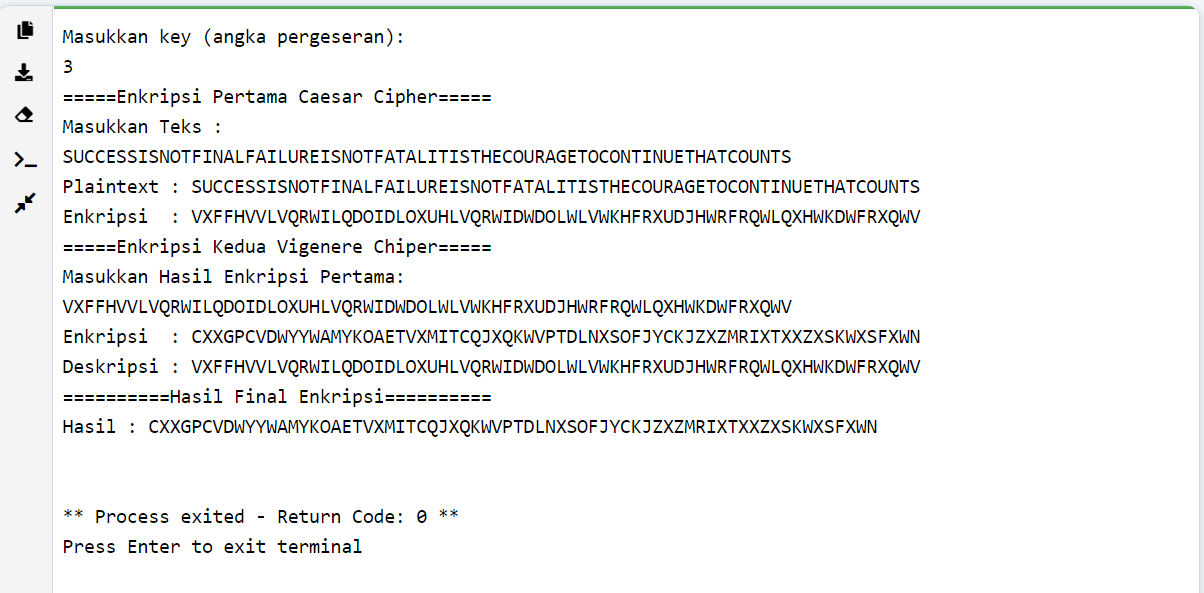 Masukkan key (angka pergeseran):
3
=====Enkripsi Pertama Caesar Cipher=====
Masukkan Teks :
SUCCESSISNOTFINALFAILUREISNOTFATALITISTHECOURAGETOCONTINUETHATCOUNTS
Plaintext : SUCCESSISNOTFINALFAILUREISNOTFATALITISTHECOURAGETOCONTINUETHATCOUNTS
Enkripsi  : VXFFHVVLVQRWILQDOIDLOXUHLVQRWIDWDOLWLVWKHFRXUDJHWRFRQWLQXHWKDWFRXQWV
=====Enkripsi Kedua Vigenere Chiper=====
Masukkan Hasil Enkripsi Pertama:
VXFFHVVLVQRWILQDOIDLOXUHLVQRWIDWDOLWLVWKHFRXUDJHWRFRQWLQXHWKDWFRXQWV
Enkripsi  : CXXGPCVDWYYWAMYKOAETVXMITCQJXQKWVPTDLNXSOFJYCKJZXZMRIXTXXZXSKWXSFXWN
Deskripsi : VXFFHVVLVQRWILQDOIDLOXUHLVQRWIDWDOLWLVWKHFRXUDJHWRFRQWLQXHWKDWFRXQWV
==========Hasil Final Enkripsi==========
Hasil : CXXGPCVDWYYWAMYKOAETVXMITCQJXQKWVPTDLNXSOFJYCKJZXZMRIXTXXZXSKWXSFXWN
** Process exited - Return Code: 0 **
Press Enter to exit terminal